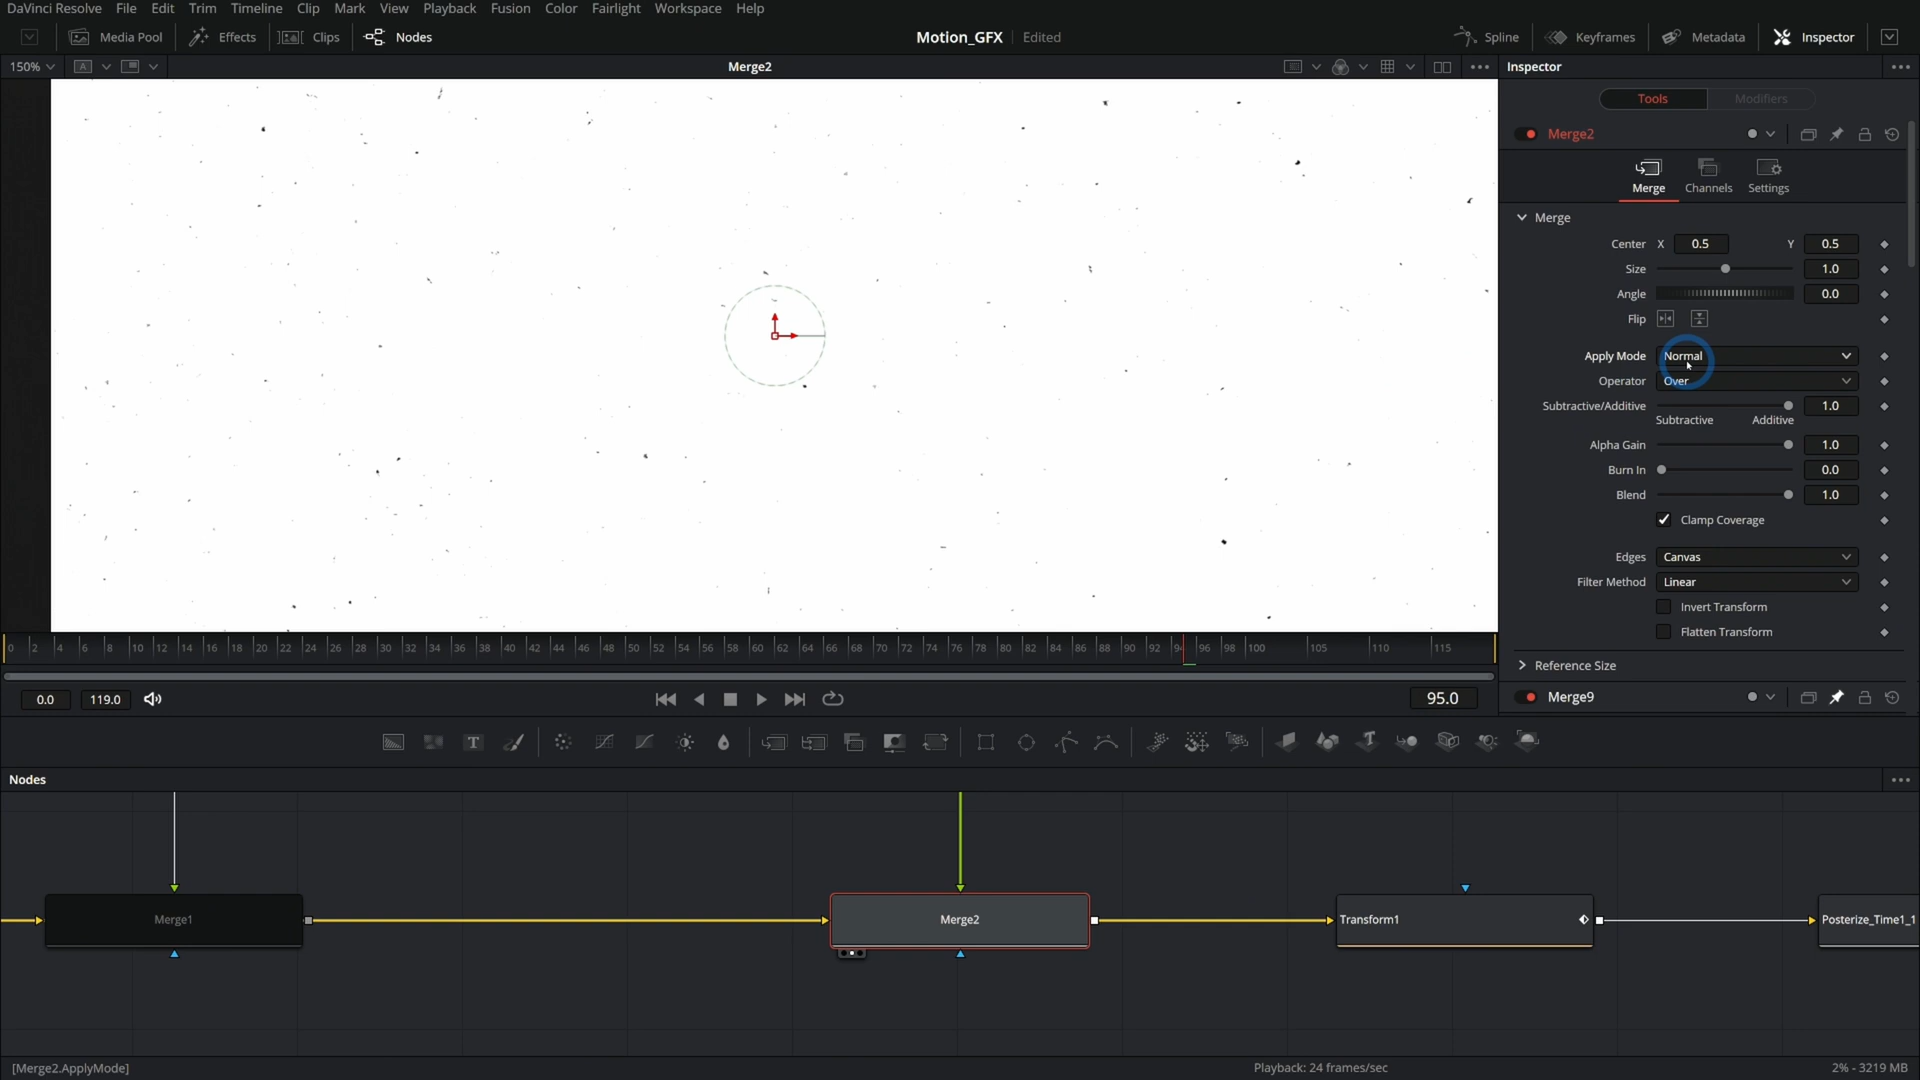 DaVinci Resolve File Edit Trim Timeline Clip Mark View Playback Fusion Color Fairlight Workspace Help
Media Pool Effects Clips Nodes Motion_GFX Edited Spline Keyframes Metadata Inspector
150% A Merge2 Inspector
Tools Modifiers
Merge2
Merge Channels Settings
Merge
Center X 0.5 Y 0.5
Size 1.0
Angle 0.0
Flip
Apply Mode Normal
Operator Over
Subtractive/Additive 1.0
Subtractive Additive
Alpha Gain 1.0
Burn In 0.0
Blend 1.0
Clamp Coverage
Edges Canvas
Filter Method Linear
Invert Transform
Flatten Transform
Reference Size
Merge9
0 2 4 6 8 10 12 14 16 18 20 22 24 26 28 30 32 34 36 38 40 42 44 46 48 50 52 54 56 58 60 62 64 66 68 70 72 74 76 78 80 82 84 86 88 90 92 96 98 100 105 110 115
0.0 119.0 95.0
T T
Nodes
Merge1 Merge2 Transform1 Posterize_Time1_1
[Merge2.ApplyMode] Playback: 24 frames/sec 2% - 3219 MB